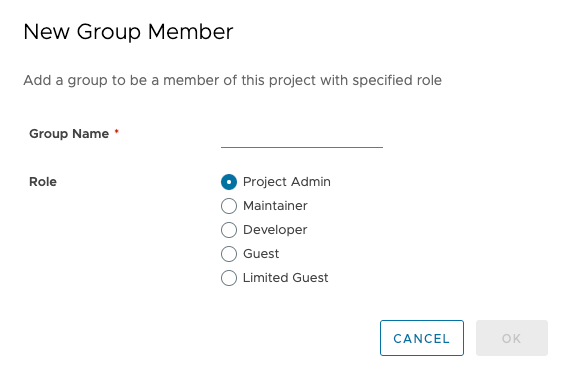 New Group Member
Add a group to be a member of this project with specified role
Group Name *
Role
Project Admin
Maintainer
Developer
Guest
Limited Guest
CANCEL OK